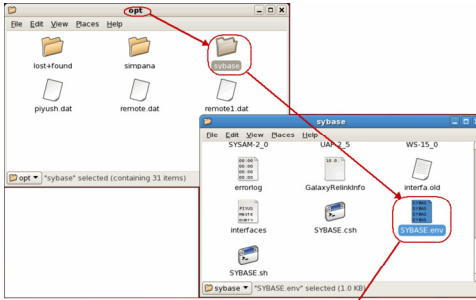 opt
File Edit View Places Help
lost+found simpana sybase
piyush.dat remote.dat remote1.dat
opt "sybase" selected (containing 31 items)
sybase
File Edit View Places Help
SYSAM-2_0 UAF-2_5 WS-15_0
errorlog GalaxyRelinkInfo interfa.old
interfaces SYBASE.csh SYBASE.env
SYBASE.sh
sybase "SYBASE.env" selected (1.0 KB)